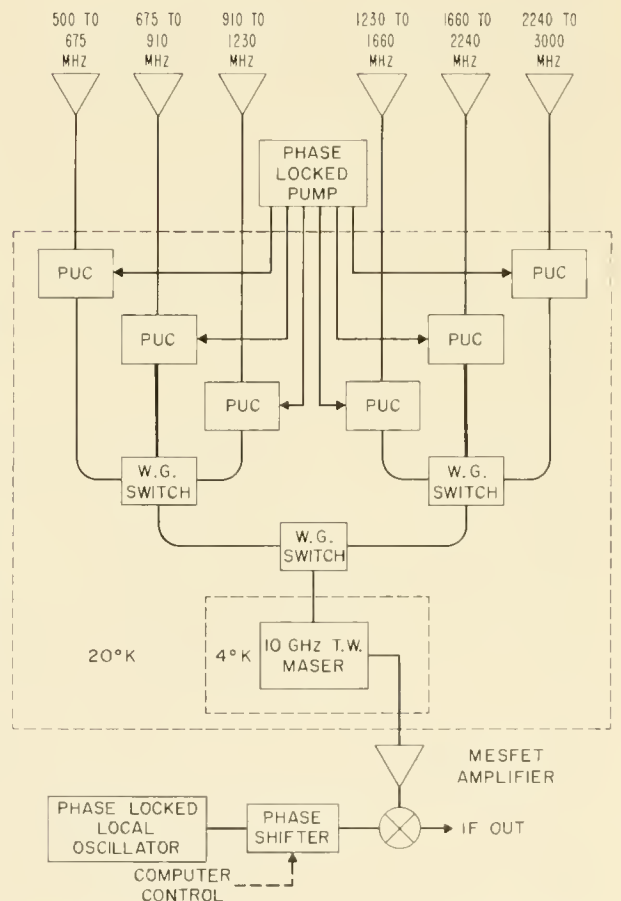 500 TO
675
MHZ
675 TO
910
MHZ
910 TO
1230
MHZ
1230 TO
1660
MHZ
1660 TO
2240
MHZ
2240 TO
3000
MHZ
PHASE
LOCKED
PUMP
PUC
PUC
PUC
PUC
PUC
PUC
W.G.
SWITCH
W.G.
SWITCH
W.G.
SWITCH
20°K
4°K
10 GHZ T.W.
MASER
MESFET
AMPLIFIER
PHASE LOCKED
LOCAL
OSCILLATOR
PHASE
SHIFTER
IF OUT
COMPUTER
CONTROL